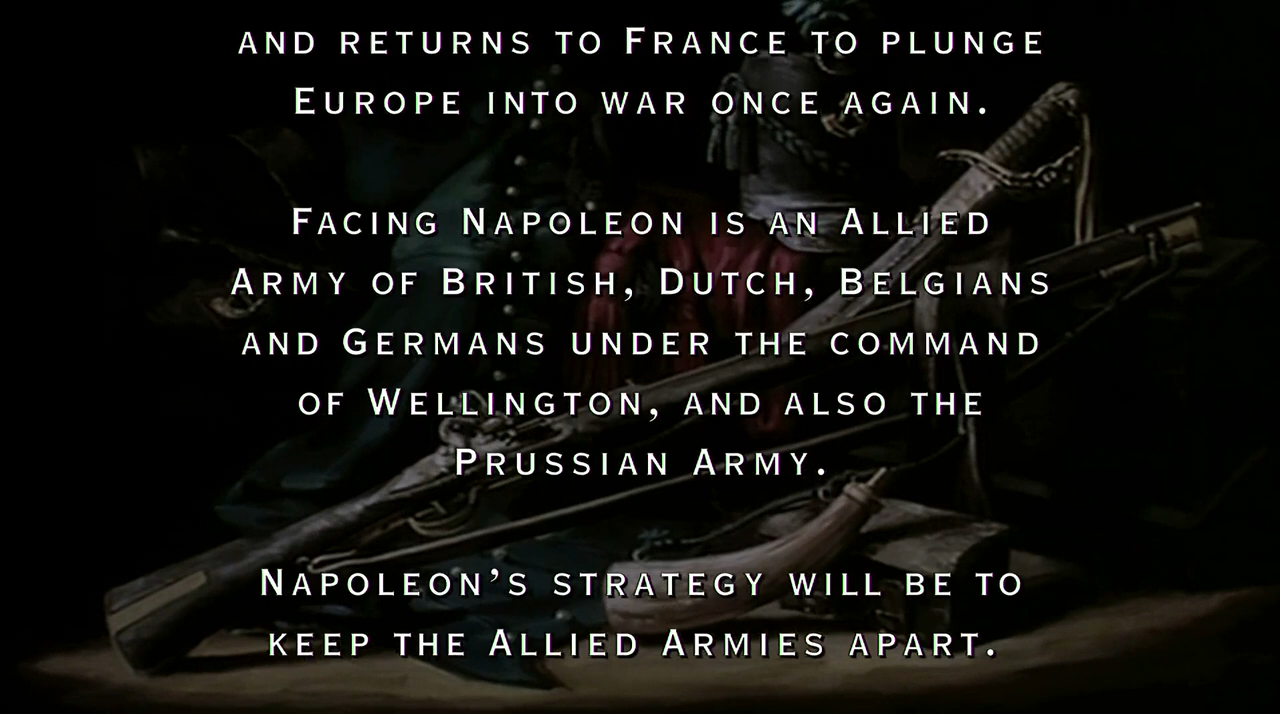 AND RETURNS TO FRANCE TO PLUNGE
EUROPE INTO WAR ONCE AGAIN.
FACING NAPOLEON IS AN ALLIED
ARMY OF BRITISH, DUTCH, BELGIANS
AND GERMANS UNDER THE COMMAND
OF WELLINGTON, AND ALSO THE
PRUSSIAN ARMY.
NAPOLEON'S STRATEGY WILL BE TO
KEEP THE ALLIED ARMIES APART.